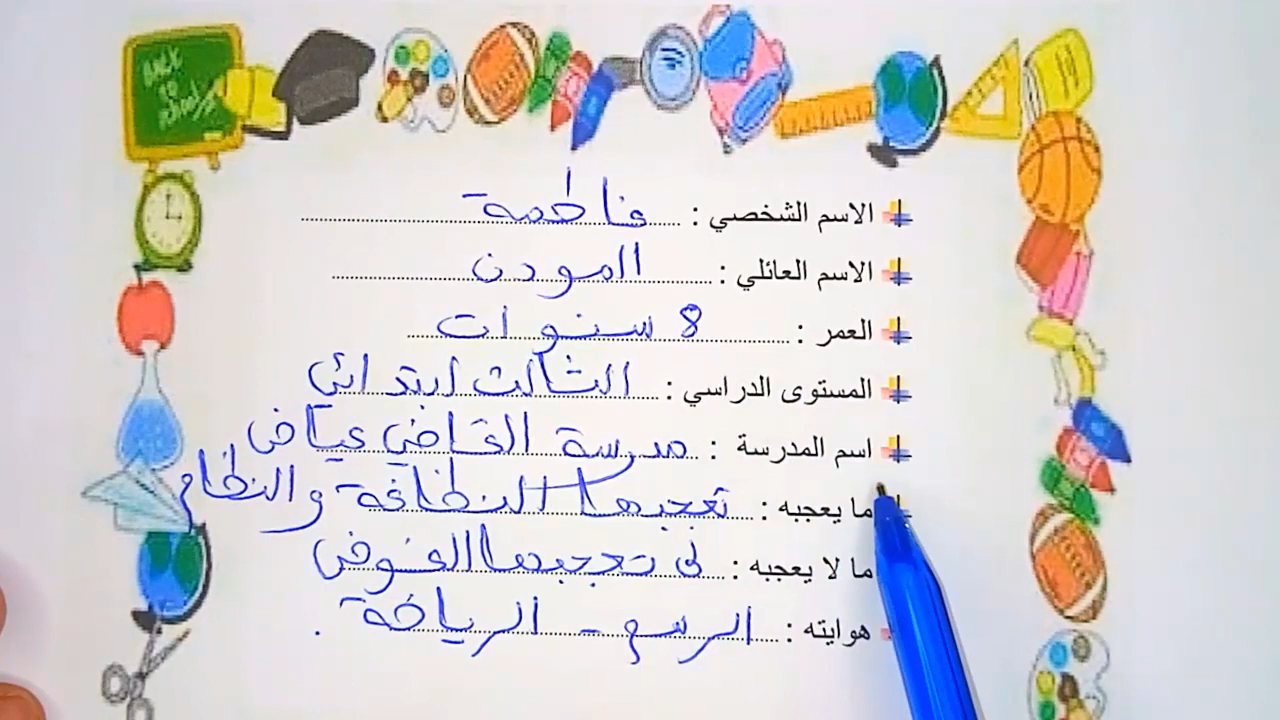 BACK
TO
school
الاسم الشخصي : فاطمة
الاسم العائلي : المودن
العمر : 8 سنوات
المستوى الدراسي : الثالث ابتدائي
اسم المدرسة : مدرسة القاضي عياض
ما يعجبه : تعجبها النظافة والنظام
ما لا يعجبه : لا تعجبها الفوضى
هوايته : الرسم - الرياضة .